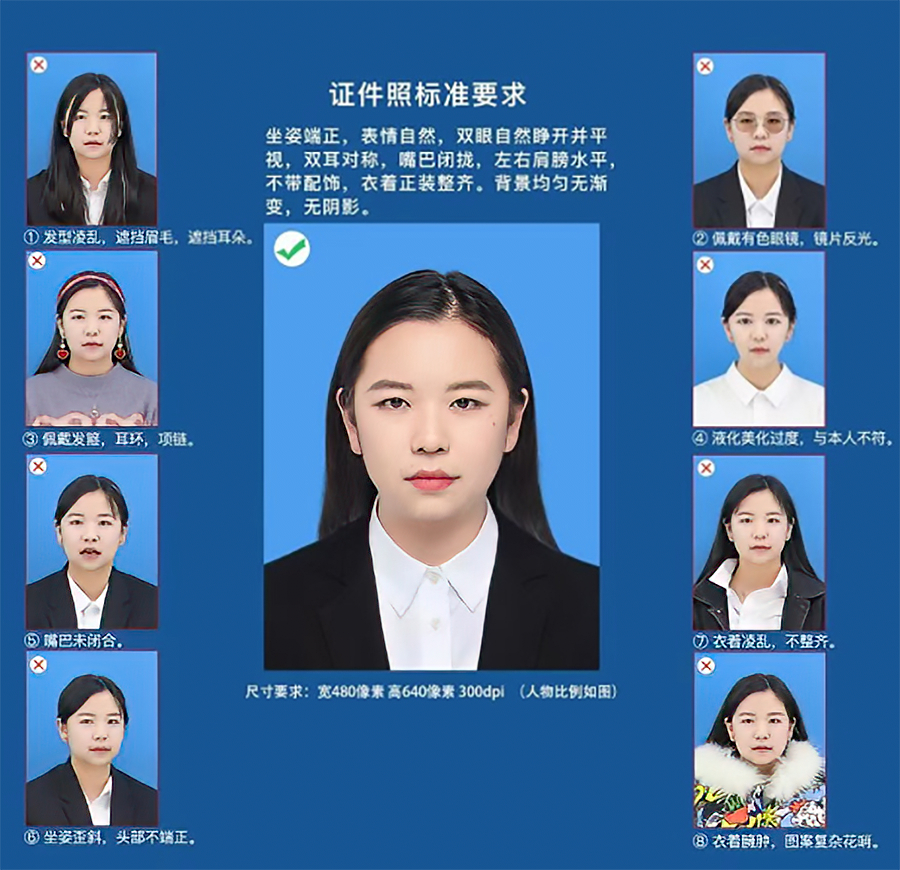 证件照标准要求
坐姿端正，表情自然，双眼自然睁开并平
视，双耳对称，嘴巴闭拢，左右肩膀水平，
不带配饰，衣着正装整齐。背景均匀无渐
变，无阴影。
① 发型凌乱，遮挡眉毛，遮挡耳朵。
② 佩戴有色眼镜，镜片反光。
③ 佩戴发箍，耳环，项链。
④ 液化美化过度，与本人不符。
⑤ 嘴巴未闭合。
⑦ 衣着凌乱，不整齐。
尺寸要求：宽480像素 高640像素 300dpi （人物比例如图）
⑥ 坐姿歪斜，头部不端正。
⑧ 衣着臃肿，图案复杂花哨。